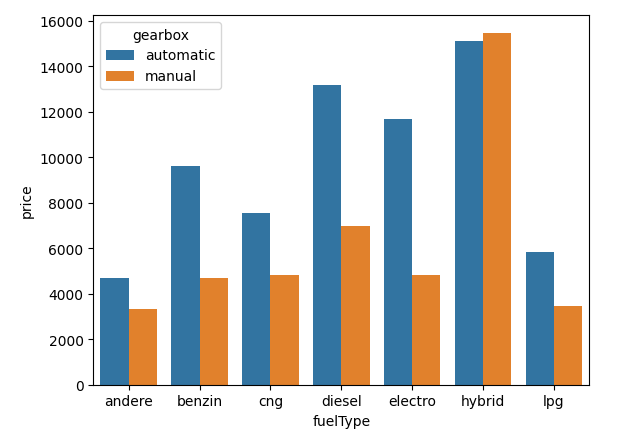 gearbox
automatic
manual
16000
14000
12000
10000
8000
6000
4000
2000
0
price
andere benzin cng diesel electro hybrid lpg
fuelType